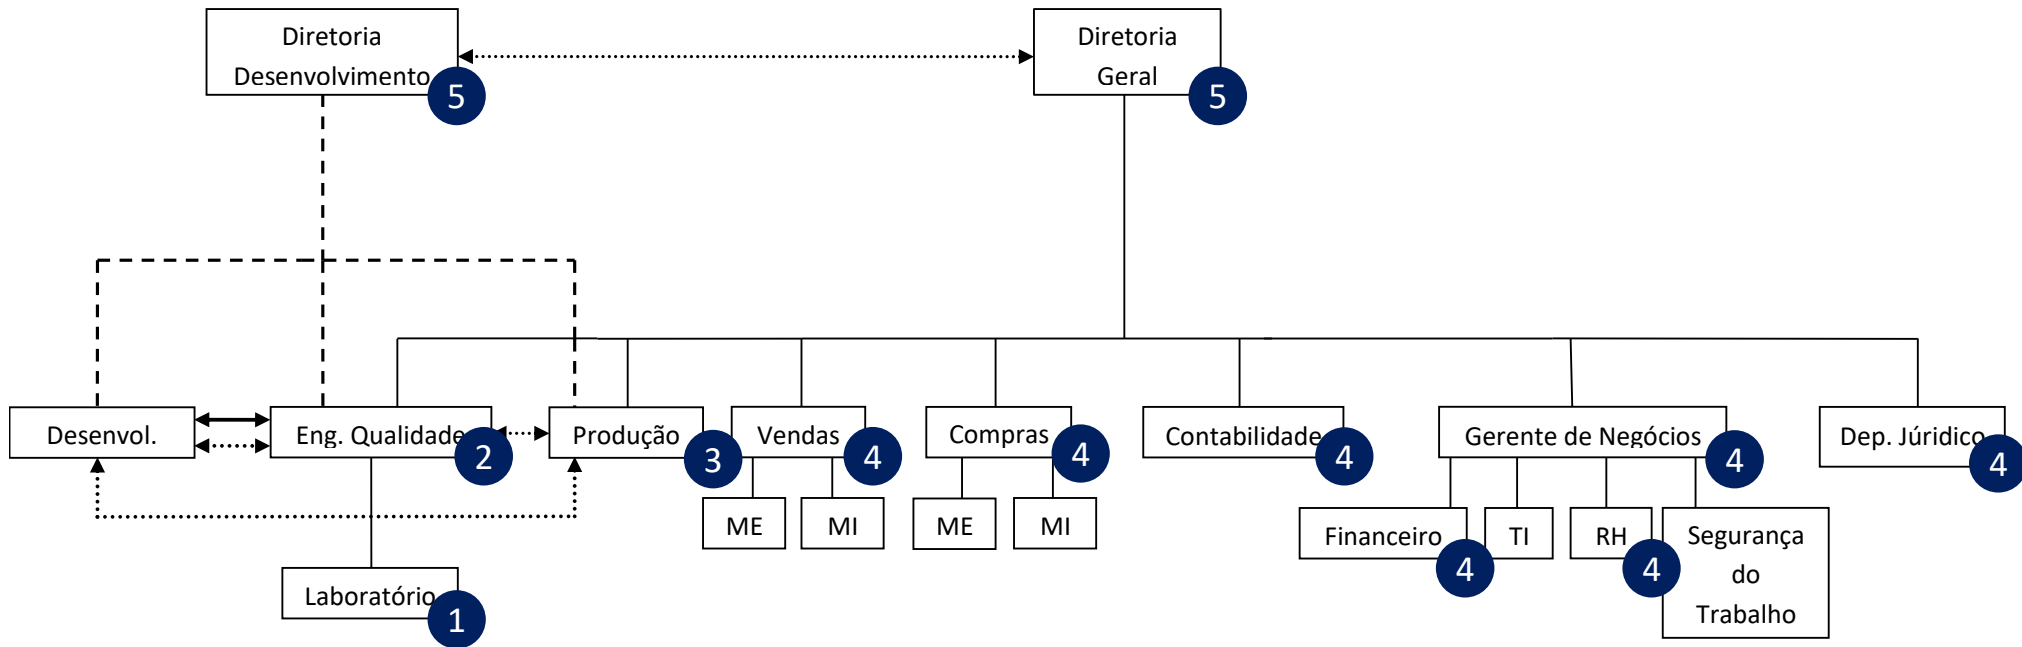 Diretoria
Desenvolvimento
5
Diretoria
Geral
5
Desenvol.
Eng. Qualidade
2
Produção
3
Vendas
4
Compras
4
Contabilidade
4
Gerente de Negócios
4
Dep. Júridico
4
ME
MI
ME
MI
Financeiro
4
TI
RH
4
Segurança
do
Trabalho
Laboratório
1